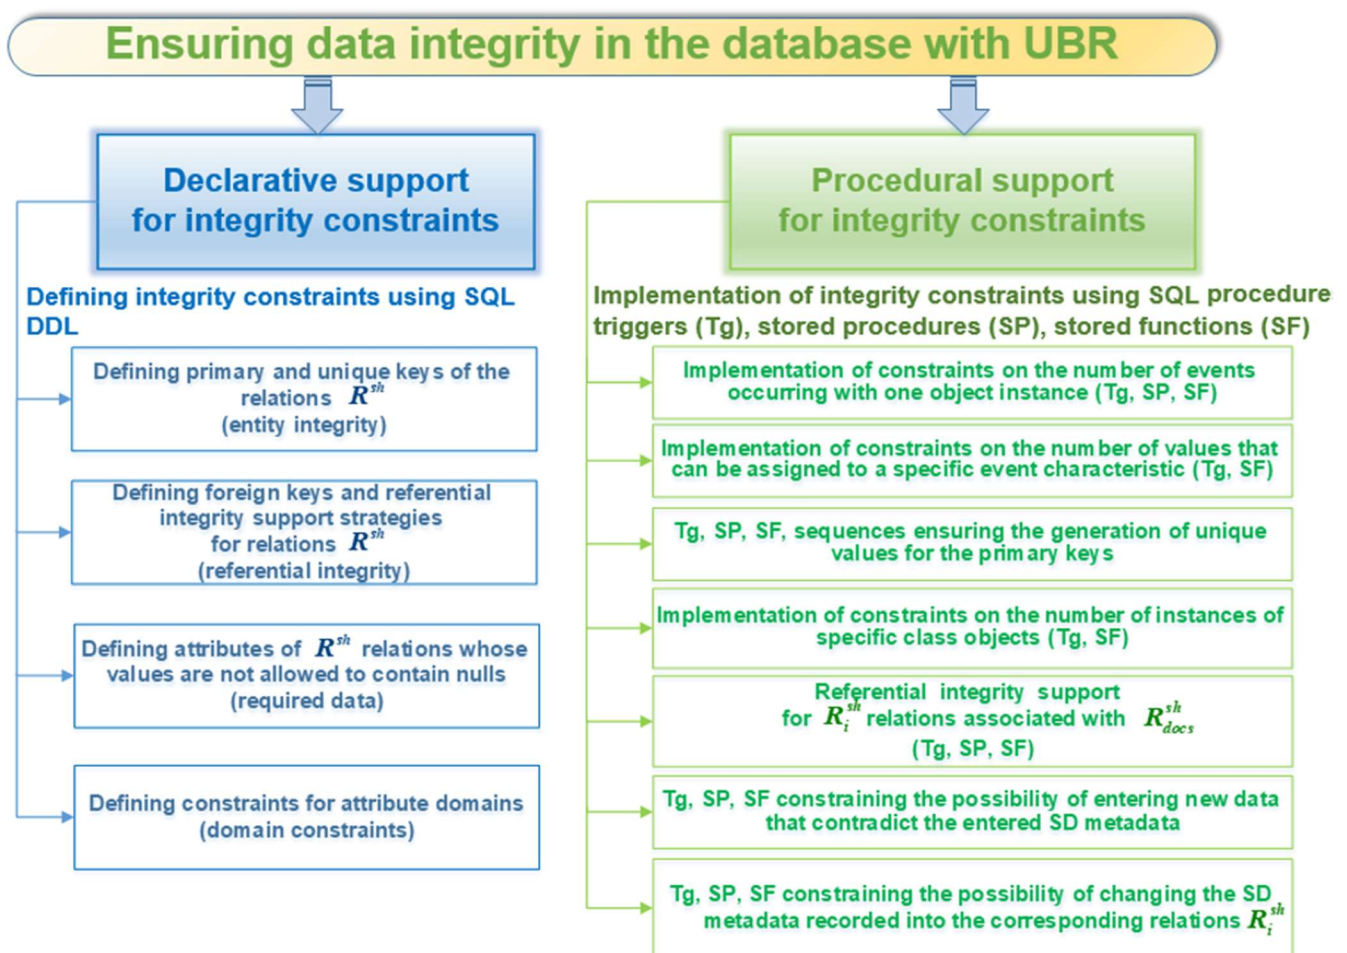 Ensuring data integrity in the database with UBR
Declarative support
for integrity constraints
Defining integrity constraints using SQL
DDL
Defining primary and unique keys of the
relations R^sh
(entity integrity)
Defining foreign keys and referential
integrity support strategies
for relations R^sh
(referential integrity)
Defining attributes of R^sh relations whose
values are not allowed to contain nulls
(required data)
Defining constraints for attribute domains
(domain constraints)
Procedural support
for integrity constraints
Implementation of integrity constraints using SQL procedure
triggers (Tg), stored procedures (SP), stored functions (SF)
Implementation of constraints on the number of events
occurring with one object instance (Tg, SP, SF)
Implementation of constraints on the number of values that
can be assigned to a specific event characteristic (Tg, SF)
Tg, SP, SF, sequences ensuring the generation of unique
values for the primary keys
Implementation of constraints on the number of instances of
specific class objects (Tg, SF)
Referential integrity support
for R_i^sh relations associated with R_docs^sh
(Tg, SP, SF)
Tg, SP, SF constraining the possibility of entering new data
that contradict the entered SD metadata
Tg, SP, SF constraining the possibility of changing the SD
metadata recorded into the corresponding relations R_i^sh